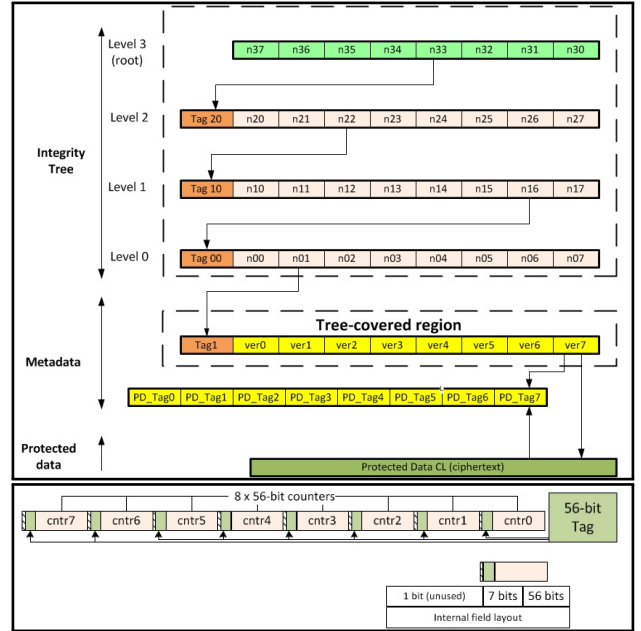 Level 3
(root)
n37 n36 n35 n34 n33 n32 n31 n30
Level 2
Tag 20 n20 n21 n22 n23 n24 n25 n26 n27
Integrity
Tree
Level 1
Tag 10 n10 n11 n12 n13 n14 n15 n16 n17
Level 0
Tag 00 n00 n01 n02 n03 n04 n05 n06 n07
Tree-covered region
Tag1 ver0 ver1 ver2 ver3 ver4 ver5 ver6 ver7
Metadata
PD_Tag0 PD_Tag1 PD_Tag2 PD_Tag3 PD_Tag4 PD_Tag5 PD_Tag6 PD_Tag7
Protected
data
Protected Data CL (ciphertext)
8 x 56-bit counters
cntr7 cntr6 cntr5 cntr4 cntr3 cntr2 cntr1 cntr0
56-bit
Tag
1 bit (unused) 7 bits 56 bits
Internal field layout